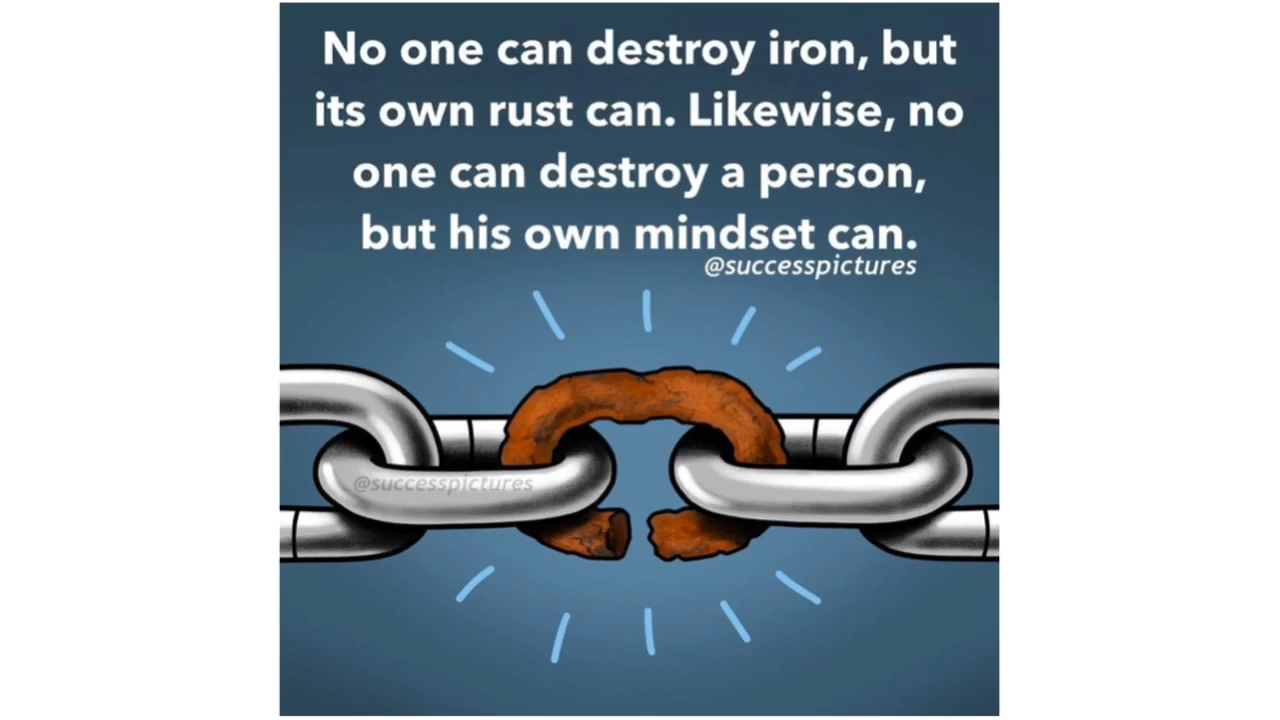 No one can destroy iron, but
its own rust can. Likewise, no
one can destroy a person,
but his own mindset can.
@successpictures
@successpictures